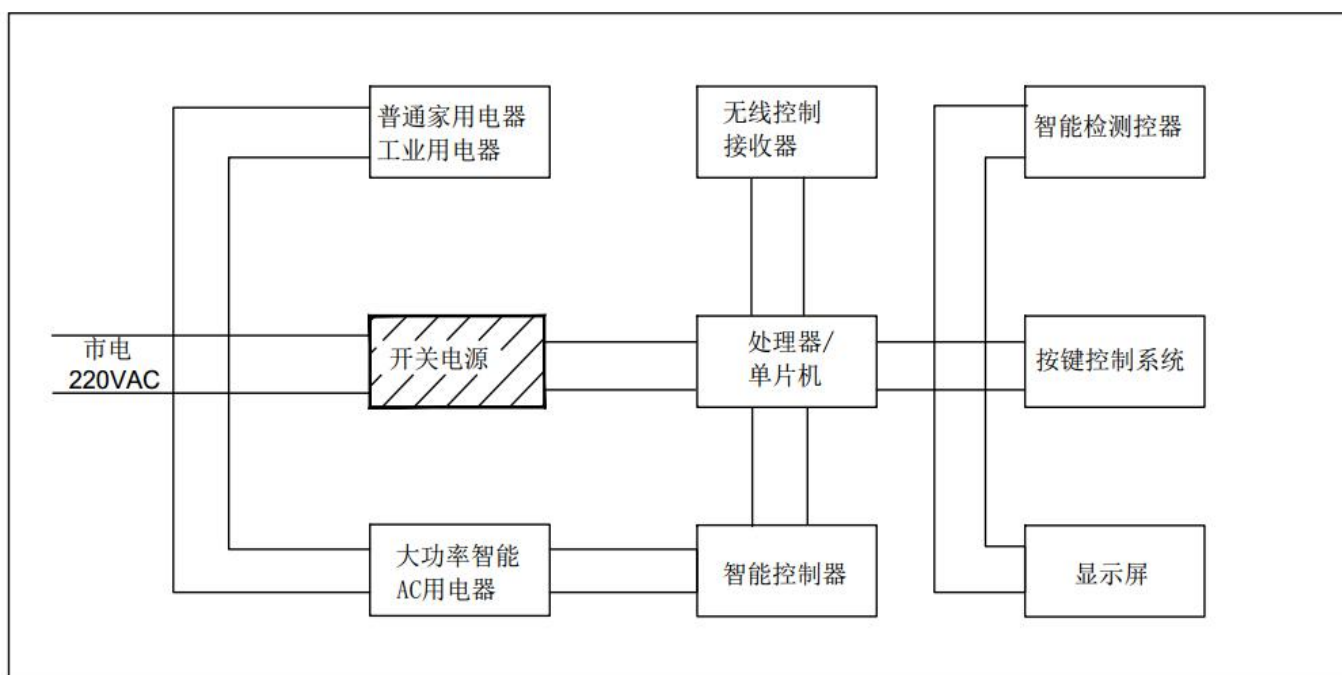 普通家用电器
工业用电器
无线控制
接收器
智能检测控器
市电
220VAC
开关电源
处理器/
单片机
按键控制系统
大功率智能
AC用电器
智能控制器
显示屏